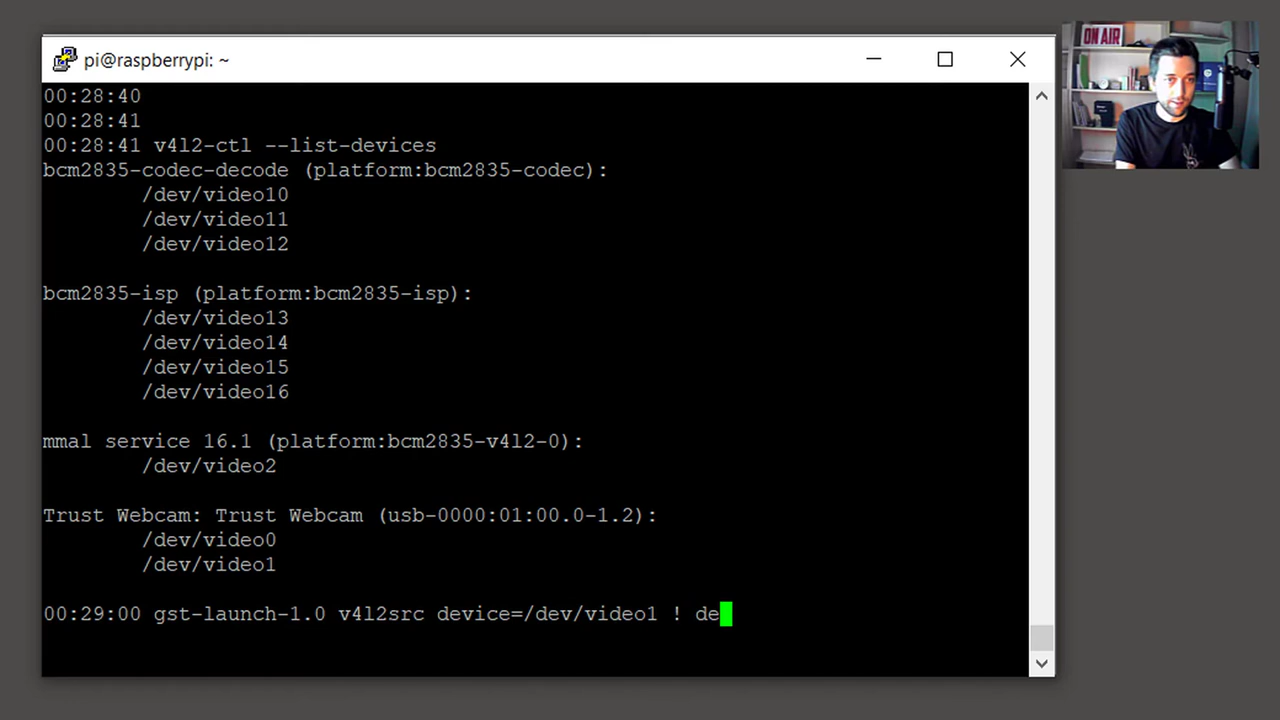 pi@raspberrypi: ~
ON AIR
00:28:40
00:28:41
00:28:41 v4l2-ctl --list-devices
bcm2835-codec-decode (platform:bcm2835-codec):
/dev/video10
/dev/video11
/dev/video12
bcm2835-isp (platform:bcm2835-isp):
/dev/video13
/dev/video14
/dev/video15
/dev/video16
mmal service 16.1 (platform:bcm2835-v4l2-0):
/dev/video2
Trust Webcam: Trust Webcam (usb-0000:01:00.0-1.2):
/dev/video0
/dev/video1
00:29:00 gst-launch-1.0 v4l2src device=/dev/video1 ! de